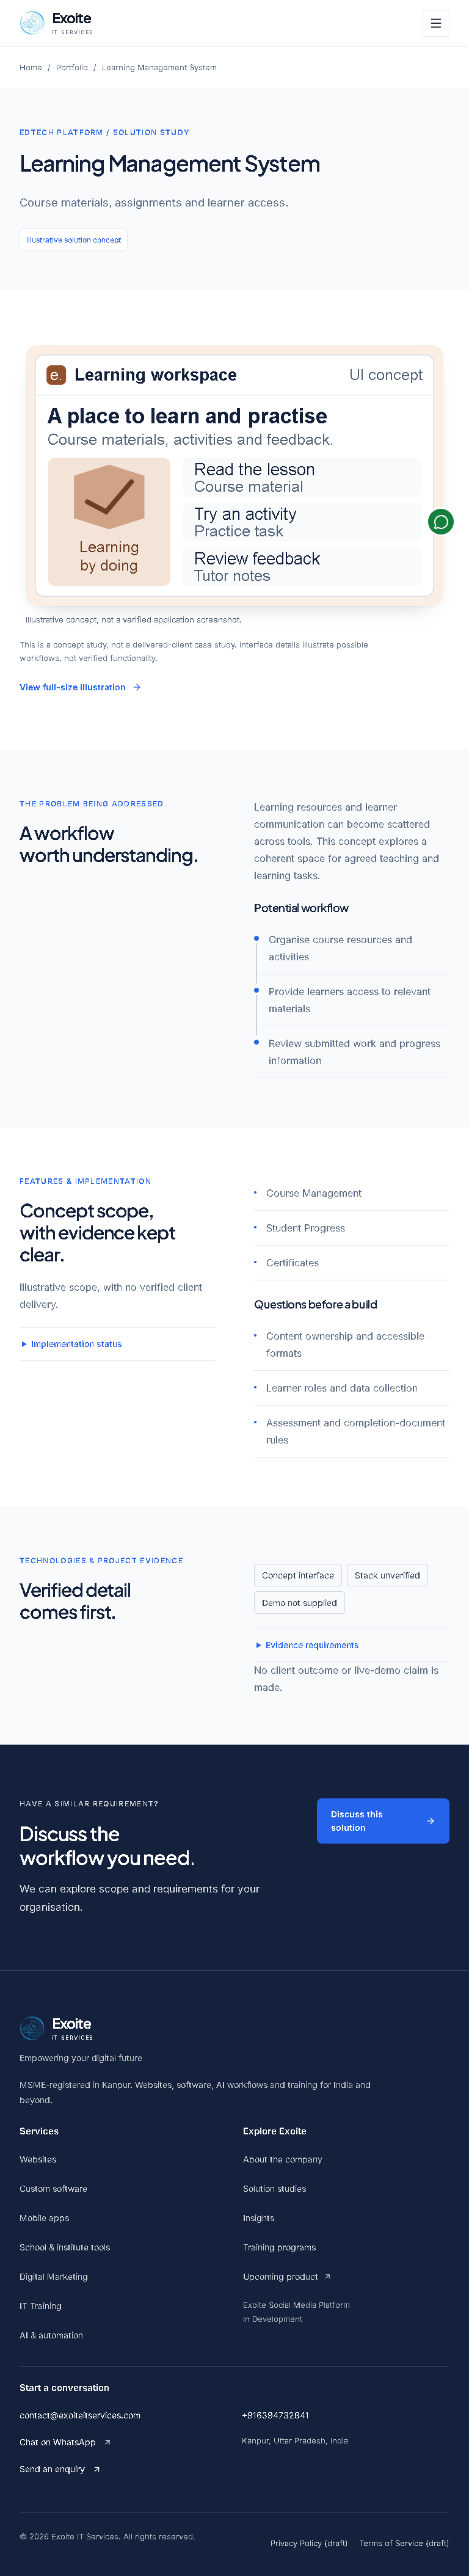 Exoite
IT SERVICES
Home / Portfolio / Learning Management System
EDTECH PLATFORM / SOLUTION STUDY
Learning Management System
Course materials, assignments and learner access.
Illustrative solution concept
e. Learning workspace UI concept
A place to learn and practise
Course materials, activities and feedback.
Learning
by doing
Read the lesson
Course material
Try an activity
Practice task
Review feedback
Tutor notes
Illustrative concept, not a verified application screenshot.
This is a concept study, not a delivered-client case study. Interface details illustrate possible
workflows, not verified functionality.
View full-size illustration →
THE PROBLEM BEING ADDRESSED
A workflow
worth understanding.
Learning resources and learner
communication can become scattered
across tools. This concept explores a
coherent space for agreed teaching and
learning tasks.
Potential workflow
Organise course resources and
activities
Provide learners access to relevant
materials
Review submitted work and progress
information
FEATURES & IMPLEMENTATION
Concept scope,
with evidence kept
clear.
Illustrative scope, with no verified client
delivery.
▶ Implementation status
Course Management
Student Progress
Certificates
Questions before a build
Content ownership and accessible
formats
Learner roles and data collection
Assessment and completion-document
rules
TECHNOLOGIES & PROJECT EVIDENCE
Verified detail
comes first.
Concept interface Stack unverified
Demo not supplied
▶ Evidence requirements
No client outcome or live-demo claim is
made.
HAVE A SIMILAR REQUIREMENT?
Discuss the
workflow you need.
We can explore scope and requirements for your
organisation.
Discuss this
solution →
Exoite
IT SERVICES
Empowering your digital future
MSME-registered in Kanpur. Websites, software, AI workflows and training for India and
beyond.
Services
Websites
Custom software
Mobile apps
School & institute tools
Digital Marketing
IT Training
AI & automation
Explore Exoite
About the company
Solution studies
Insights
Training programs
Upcoming product ↗
Exoite Social Media Platform
In Development
Start a conversation
contact@exoiteitservices.com
Chat on WhatsApp ↗
Send an enquiry ↗
+916394732841
Kanpur, Uttar Pradesh, India
© 2026 Exoite IT Services. All rights reserved.
Privacy Policy (draft) Terms of Service (draft)